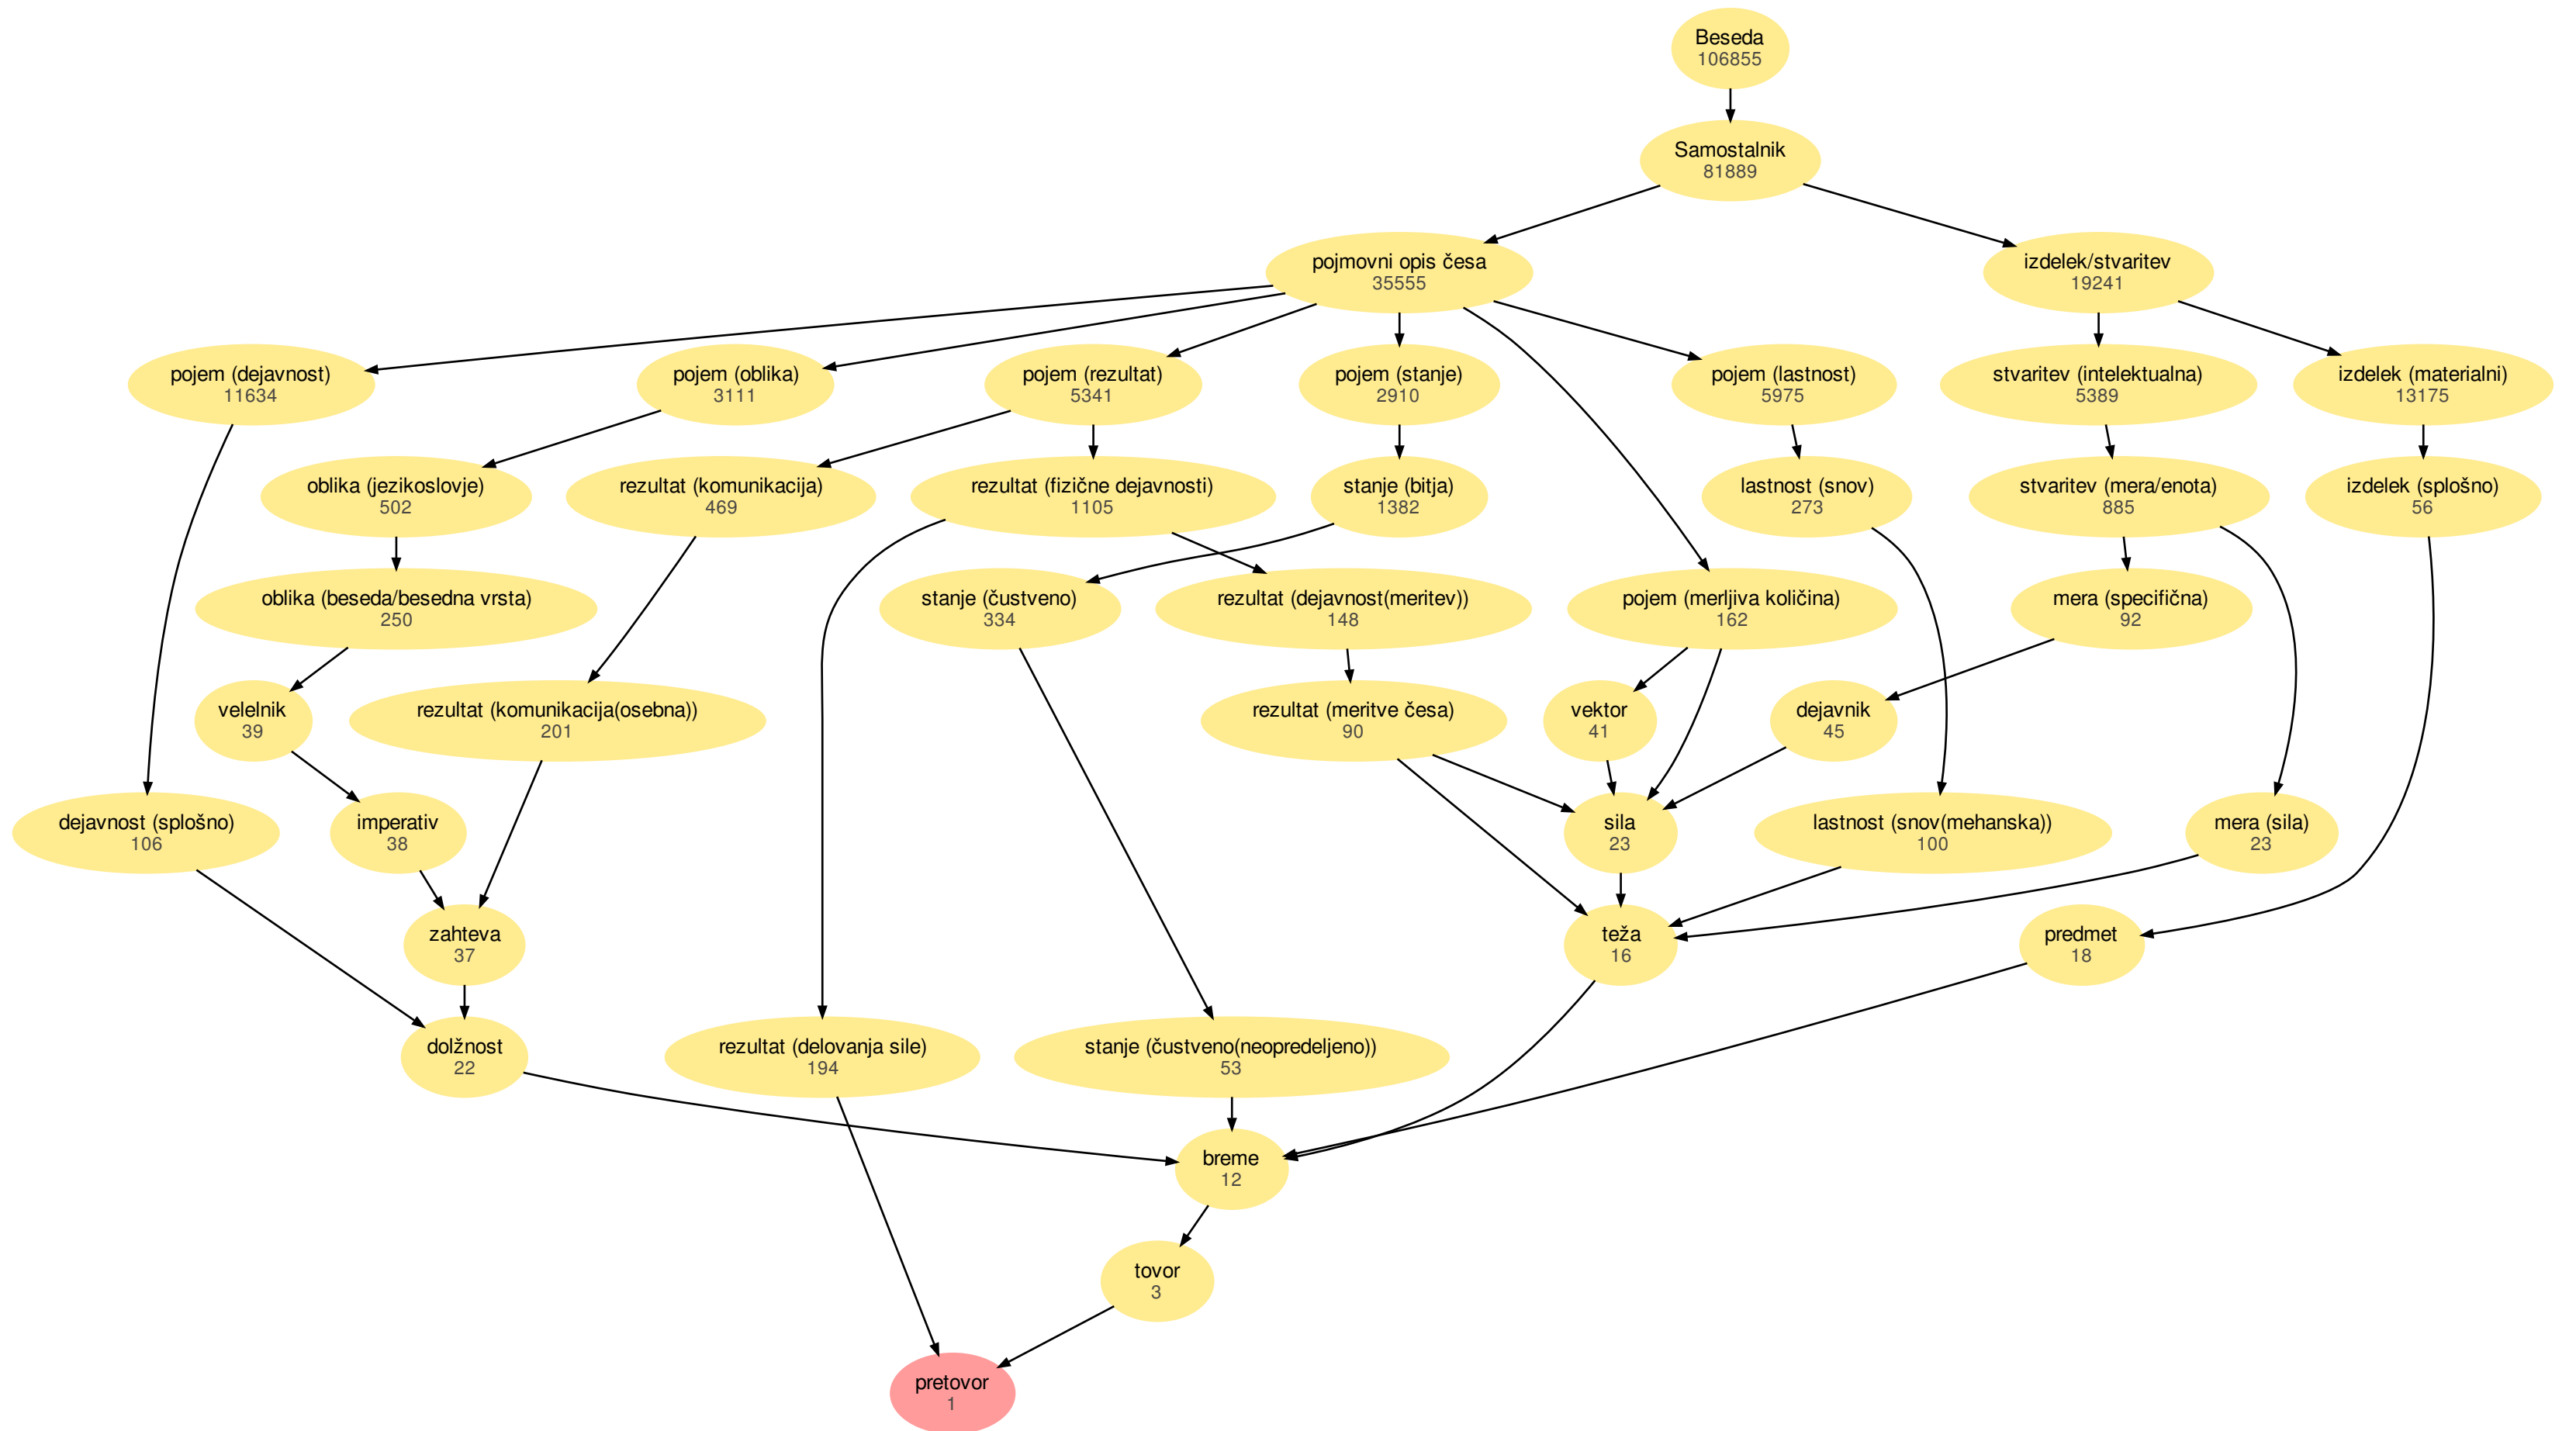 Beseda
106855
Samostalnik
81889
pojmovni opis česa
35555
izdelek/stvaritev
19241
pojem (dejavnost)
11634
pojem (oblika)
3111
pojem (rezultat)
5341
pojem (stanje)
2910
pojem (lastnost)
5975
stvaritev (intelektualna)
5389
izdelek (materialni)
13175
oblika (jezikoslovje)
502
rezultat (komunikacija)
469
rezultat (fizične dejavnosti)
1105
stanje (bitja)
1382
lastnost (snov)
273
stvaritev (mera/enota)
885
izdelek (splošno)
56
oblika (beseda/besedna vrsta)
250
stanje (čustveno)
334
rezultat (dejavnost(meritev))
148
pojem (merljiva količina)
162
mera (specifična)
92
velelnik
39
rezultat (komunikacija(osebna))
201
rezultat (meritve česa)
90
vektor
41
dejavnik
45
dejavnost (splošno)
106
imperativ
38
sila
23
lastnost (snov(mehanska))
100
mera (sila)
23
zahteva
37
teža
16
predmet
18
dolžnost
22
rezultat (delovanja sile)
194
stanje (čustveno(neopredeljeno))
53
breme
12
tovor
3
pretovor
1